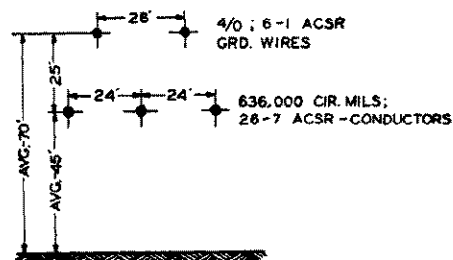 28'
4/0 ; 6-1 ACSR
GRD. WIRES
25'
24'
24'
636,000 CIR. MILS;
26-7 ACSR-CONDUCTORS
AVG.-70'
AVG.-45'